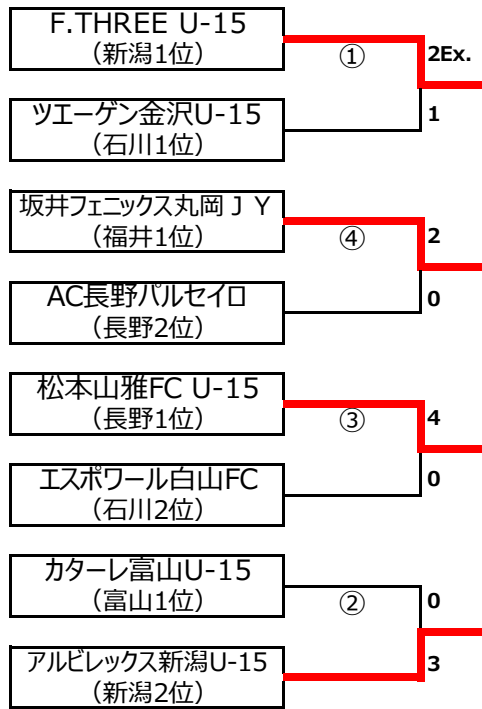 F.THREE U-15
（新潟1位）
①
2Ex.
ツエーゲン金沢U-15
（石川1位）
1
坂井フェニックス丸岡ＪＹ
（福井1位）
④
2
AC長野パルセイロ
（長野2位）
0
松本山雅FC U-15
（長野1位）
③
4
エスポワール白山FC
（石川2位）
0
カターレ富山U-15
（富山1位）
②
0
アルビレックス新潟U-15
（新潟2位）
3